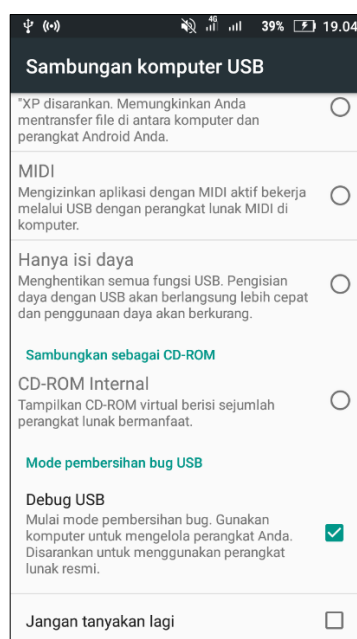 4G
39% 19.04
Sambungan komputer USB
"XP disarankan. Memungkinkan Anda
mentransfer file di antara komputer dan
perangkat Android Anda.
MIDI
Mengizinkan aplikasi dengan MIDI aktif bekerja
melalui USB dengan perangkat lunak MIDI di
komputer.
Hanya isi daya
Menghentikan semua fungsi USB. Pengisian
daya dengan USB akan berlangsung lebih cepat
dan penggunaan daya akan berkurang.
Sambungkan sebagai CD-ROM
CD-ROM Internal
Tampilkan CD-ROM virtual berisi sejumlah
perangkat lunak bermanfaat.
Mode pembersihan bug USB
Debug USB
Mulai mode pembersihan bug. Gunakan
komputer untuk mengelola perangkat Anda.
Disarankan untuk menggunakan perangkat
lunak resmi.
Jangan tanyakan lagi